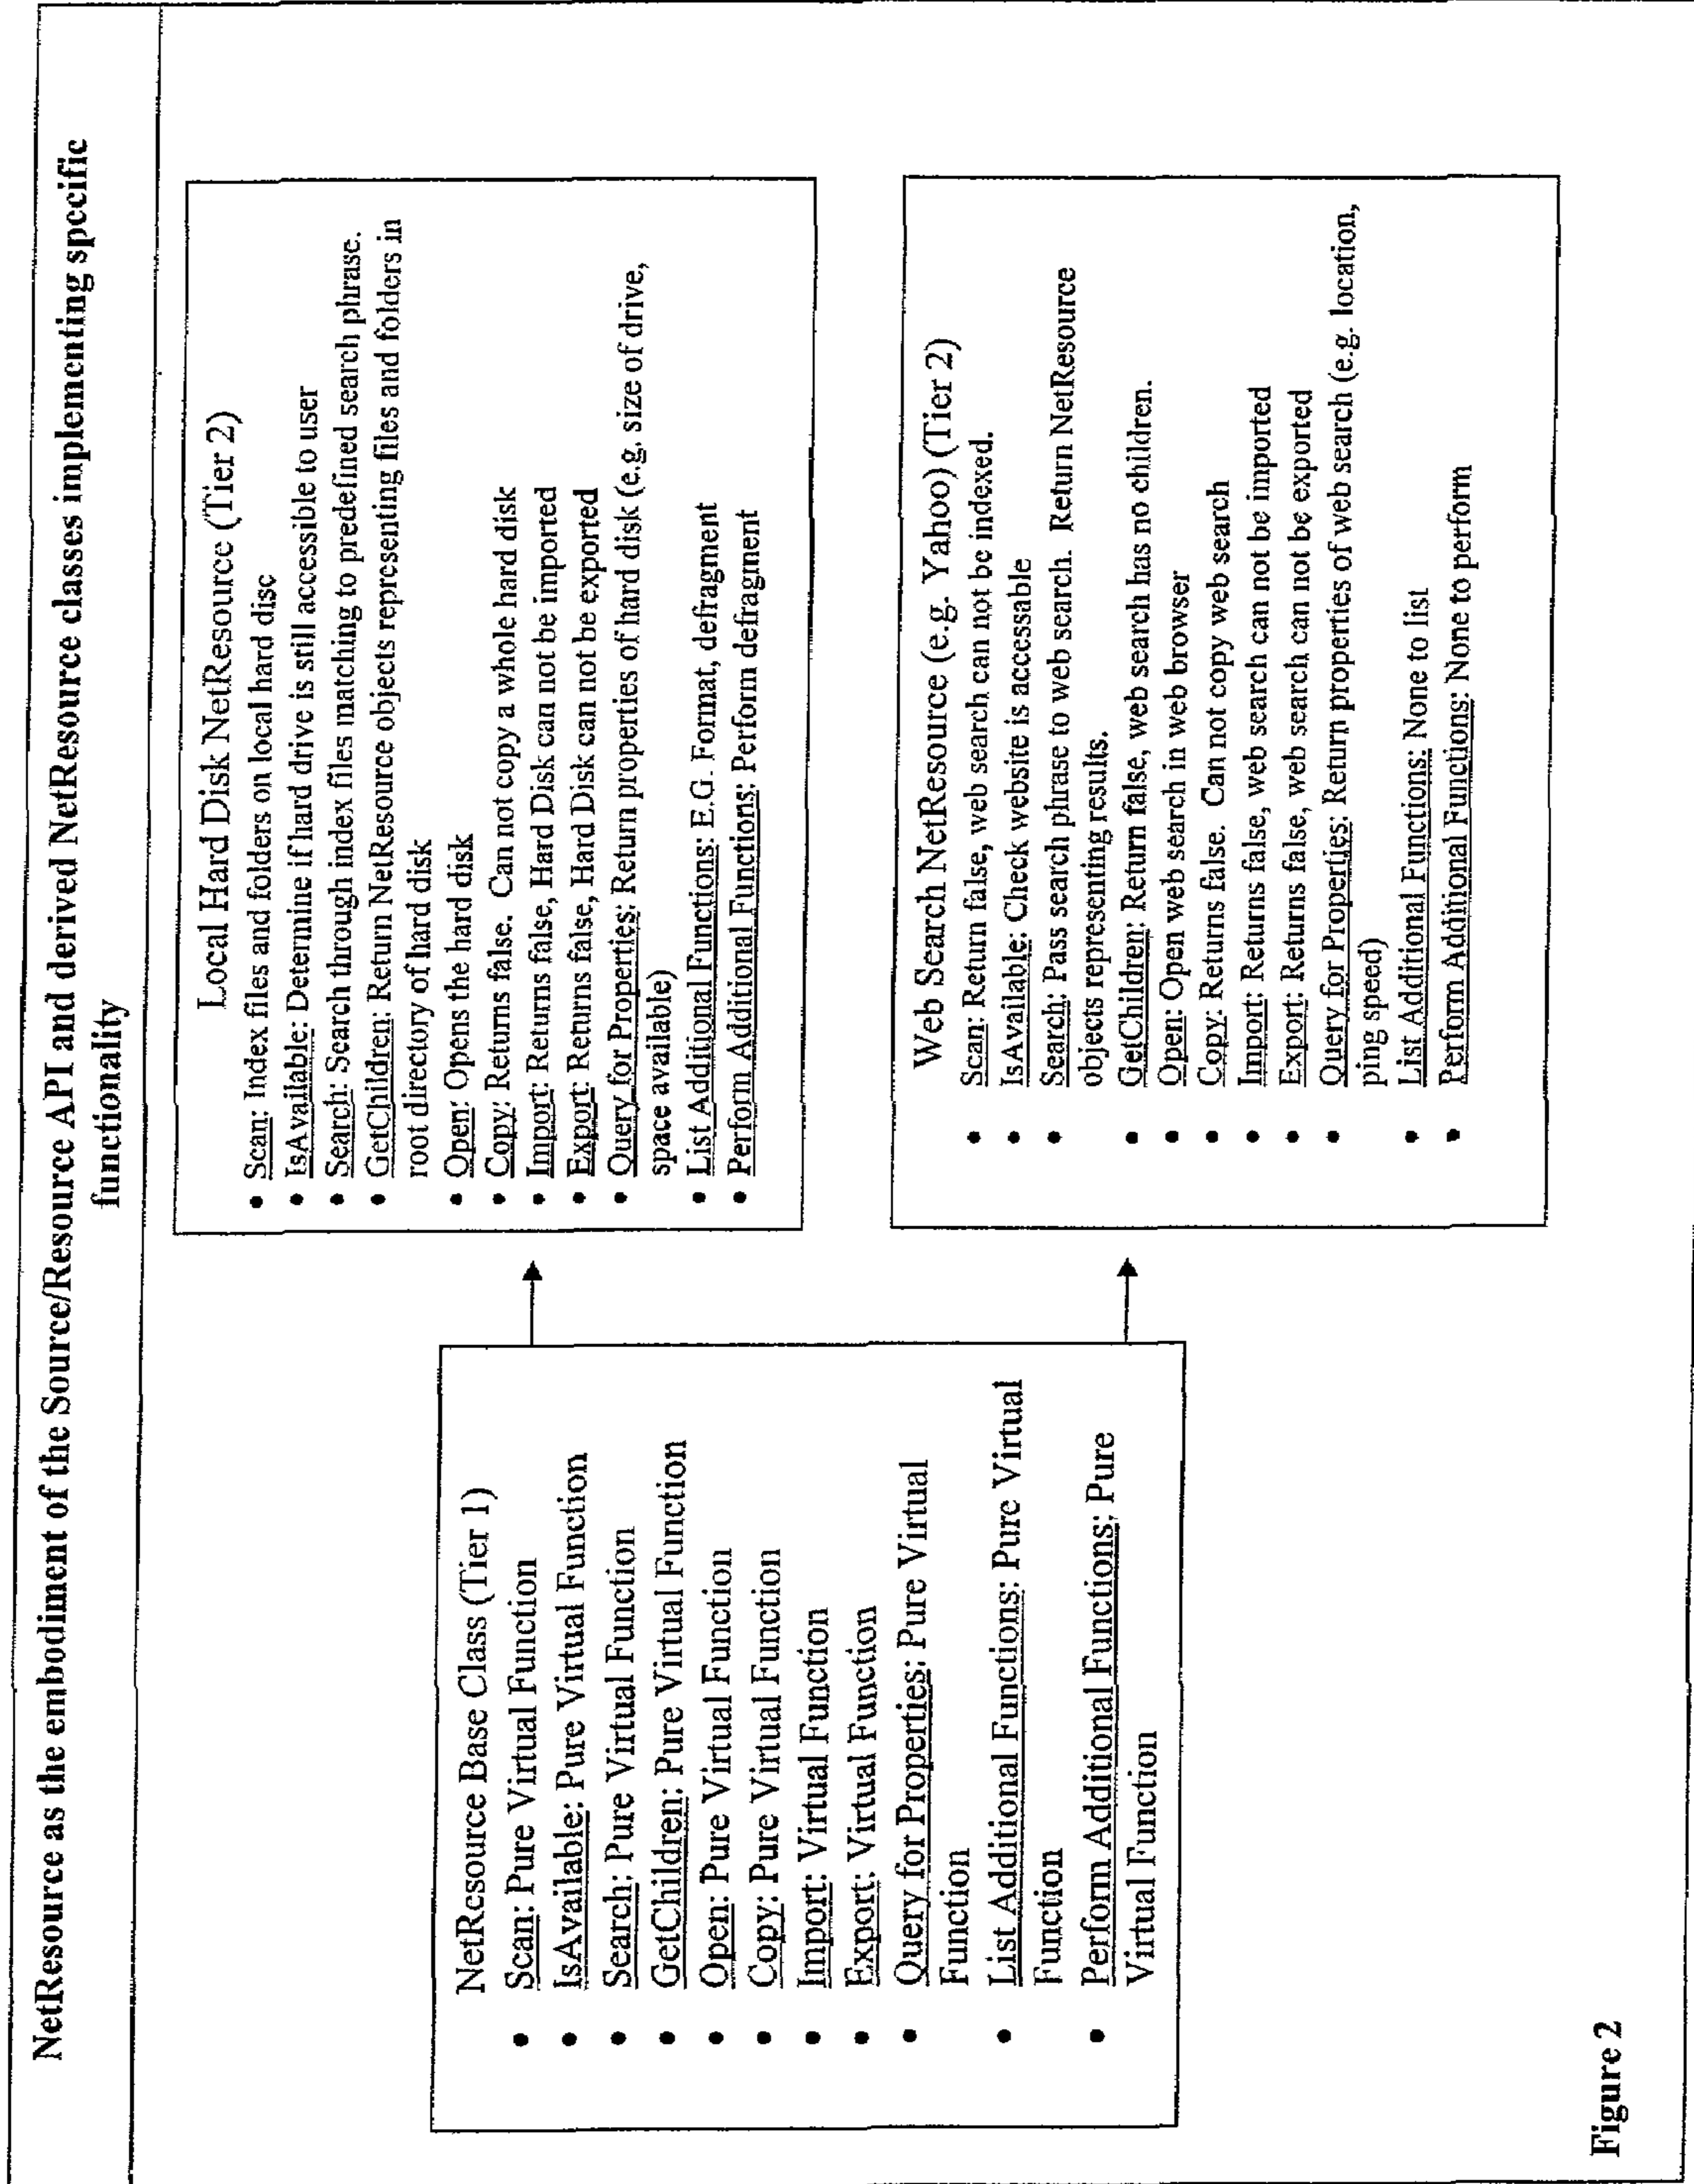 NetResource as the embodiment of the Source/Resource API and derived NetResource classes implementing specific
functionality
NetResource Base Class (Tier 1)
• Scan: Pure Virtual Function
• IsAvailable: Pure Virtual Function
• Search: Pure Virtual Function
• GetChildren: Pure Virtual Function
• Open: Pure Virtual Function
• Copy: Pure Virtual Function
• Import: Virtual Function
• Export: Virtual Function
• Query for Properties: Pure Virtual
Function
• List Additional Functions: Pure Virtual
Function
• Perform Additional Functions: Pure
Virtual Function
Local Hard Disk NetResource (Tier 2)
• Scan: Index files and folders on local hard disc
• IsAvailable: Determine if hard drive is still accessible to user
• Search: Search through index files matching to predefined search phrase.
• GetChildren: Return NetResource objects representing files and folders in
root directory of hard disk
• Open: Opens the hard disk
• Copy: Returns false. Can not copy a whole hard disk
• Import: Returns false, Hard Disk can not be imported
• Export: Returns false, Hard Disk can not be exported
• Query for Properties: Return properties of hard disk (e.g. size of drive,
space available)
• List Additional Functions: E.G. Format, defragment
• Perform Additional Functions: Perform defragment
Web Search NetResource (e.g. Yahoo) (Tier 2)
• Scan: Return false, web search can not be indexed.
• IsAvailable: Check website is accessable
• Search: Pass search phrase to web search. Return NetResource
objects representing results.
• GetChildren: Return false, web search has no children.
• Open: Open web search in web browser
• Copy: Returns false. Can not copy web search
• Import: Returns false, web search can not be imported
• Export: Returns false, web search can not be exported
• Query for Properties: Return properties of web search (e.g. location,
ping speed)
• List Additional Functions: None to list
• Perform Additional Functions: None to perform
Figure 2